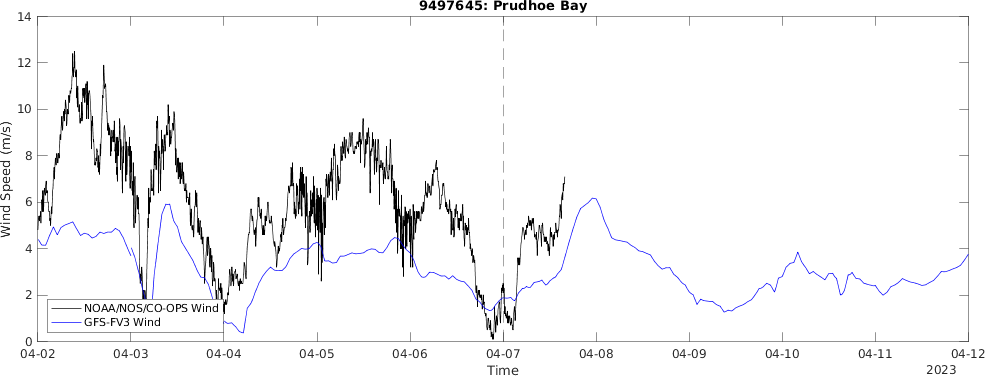 9497645: Prudhoe Bay
14
12
10
8
6
4
2
0
Wind Speed (m/s)
NOAA/NOS/CO-OPS Wind
GFS-FV3 Wind
04-02 04-03 04-04 04-05 04-06 04-07 04-08 04-09 04-10 04-11 04-12
Time
2023